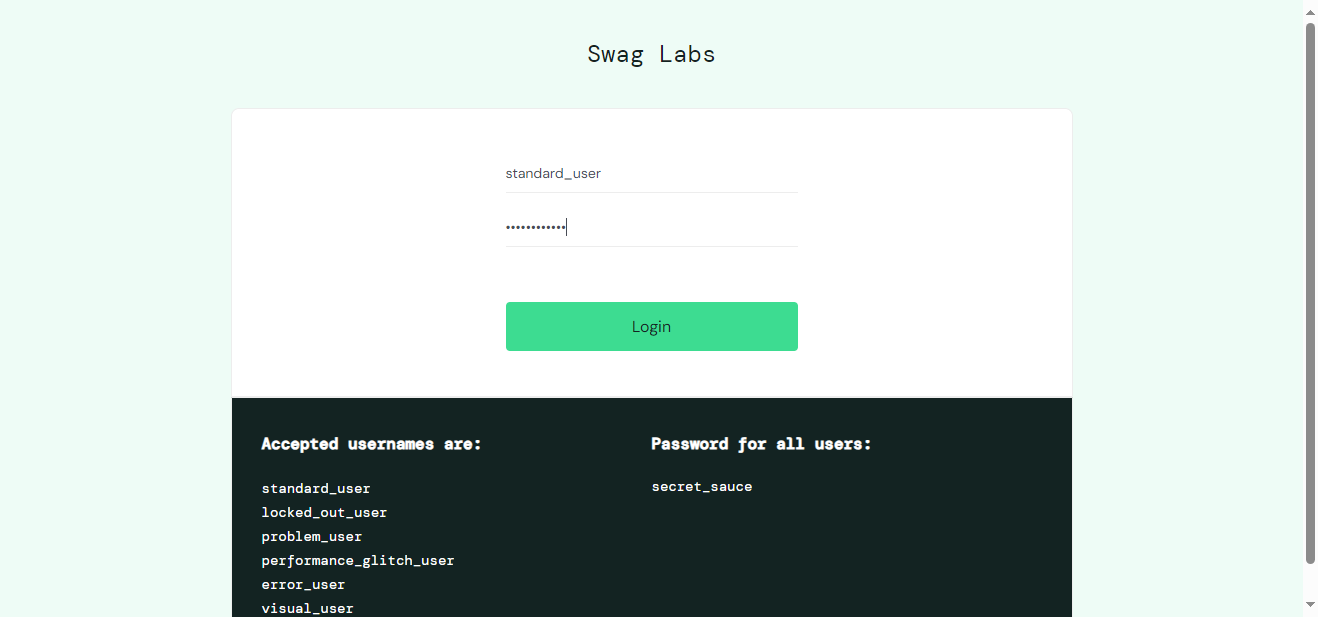 Swag Labs
standard_user
••••••••••••
Login
Accepted usernames are:
standard_user
locked_out_user
problem_user
performance_glitch_user
error_user
visual_user
Password for all users:
secret_sauce